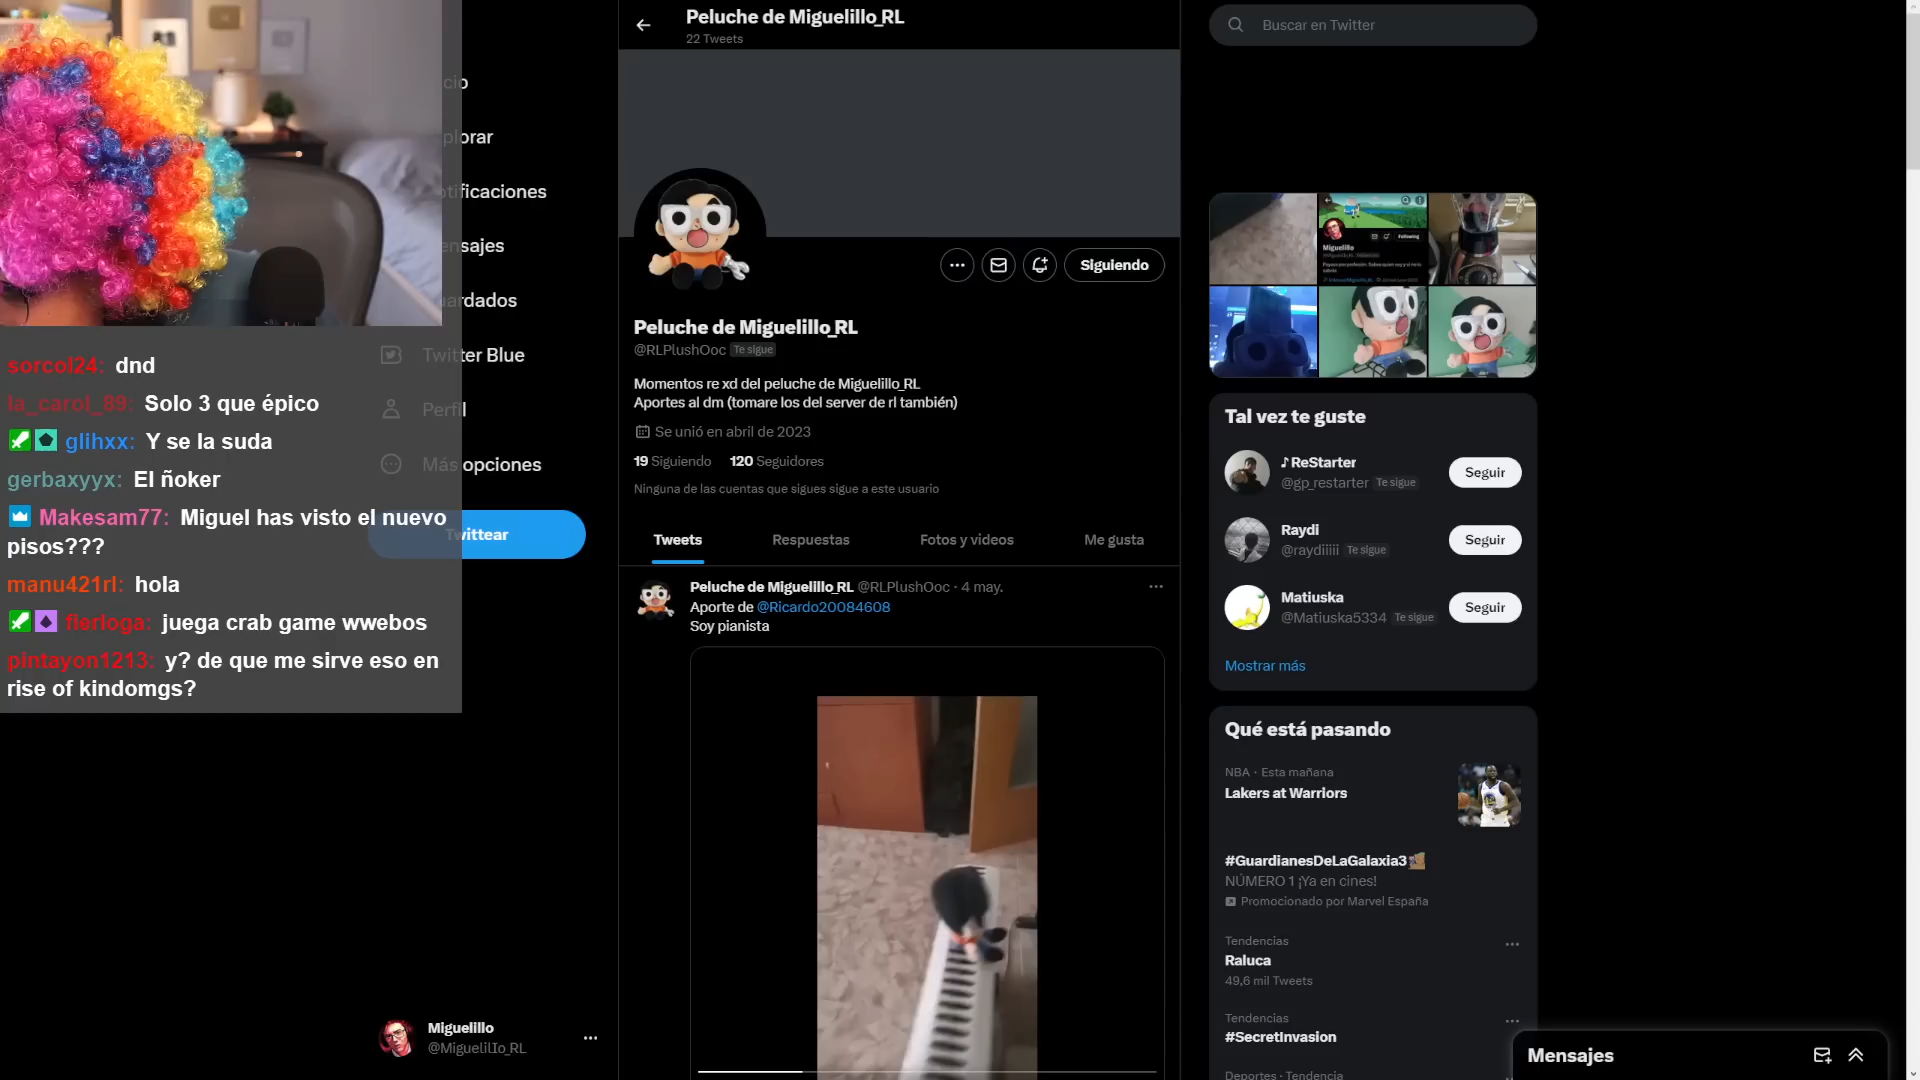 Peluche de Miguelillo_RL
22 Tweets
Buscar en Twitter
cio
plorar
tificaciones
nsajes
ardados
Twitter Blue
Perfil
Más opciones
Twittear
sorcol24: dnd
la_carol_89: Solo 3 que épico
glihxx: Y se la suda
gerbaxyyx: El ñoker
Makesam77: Miguel has visto el nuevo
pisos???
manu421rl: hola
fierloga: juega crab game wwebos
pintayon1213: y? de que me sirve eso en
rise of kindomgs?
Miguelillo
@MiguelilIo_RL
Siguiendo
Peluche de Miguelillo_RL
@RLPlushOoc Te sigue
Momentos re xd del peluche de Miguelillo_RL
Aportes al dm (tomare los del server de rl también)
Se unió en abril de 2023
19 Siguiendo 120 Seguidores
Ninguna de las cuentas que sigues sigue a este usuario
Tweets Respuestas Fotos y videos Me gusta
Peluche de Miguelillo_RL @RLPlushOoc · 4 may.
Aporte de @Ricardo20084608
Soy pianista
Miguelillo
Following
Tal vez te guste
♪ ReStarter
@gp_restarter Te sigue
Seguir
Raydi
@raydiiiii Te sigue
Seguir
Matiuska
@Matiuska5334 Te sigue
Seguir
Mostrar más
Qué está pasando
NBA · Esta mañana
Lakers at Warriors
#GuardianesDeLaGalaxia3
NÚMERO 1 ¡Ya en cines!
Promocionado por Marvel España
Tendencias
Raluca
49,6 mil Tweets
Tendencias
#SecretInvasion
Deportes · Tendencia
Mensajes